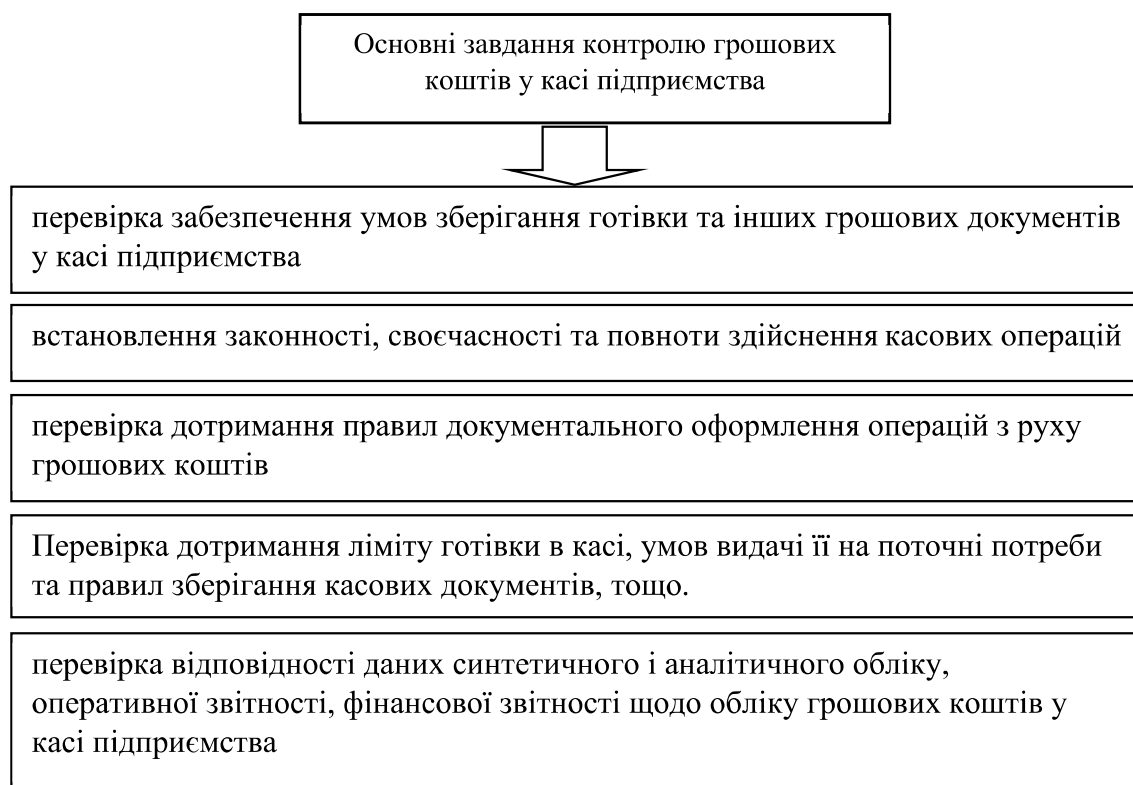 Основні завдання контролю грошових
коштів у касі підприємства
перевірка забезпечення умов зберігання готівки та інших грошових документів
у касі підприємства
встановлення законності, своєчасності та повноти здійснення касових операцій
перевірка дотримання правил документального оформлення операцій з руху
грошових коштів
Перевірка дотримання ліміту готівки в касі, умов видачі її на поточні потреби
та правил зберігання касових документів, тощо.
перевірка відповідності даних синтетичного і аналітичного обліку,
оперативної звітності, фінансової звітності щодо обліку грошових коштів у
касі підприємства